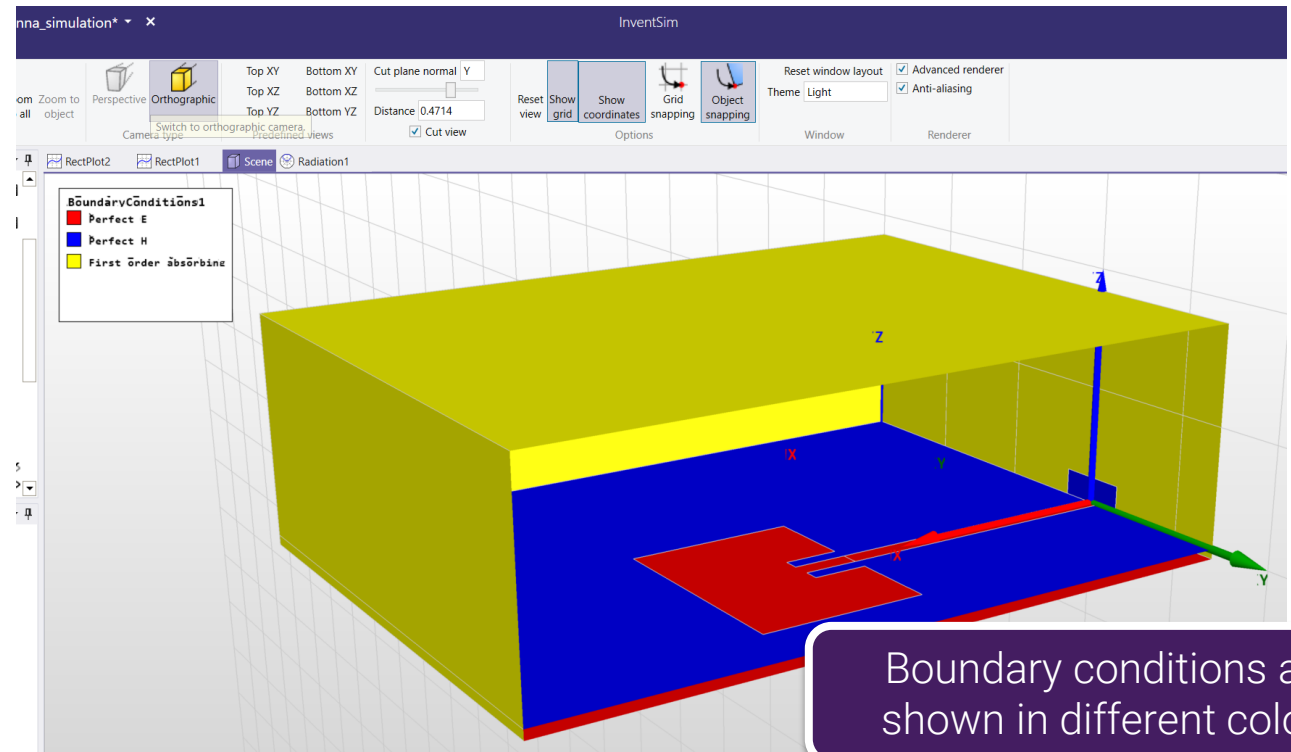 nna_simulation*
InventSim
om
all
Zoom to
object
Perspective
Orthographic
Camera type
Switch to orthographic camera.
Top XY
Bottom XY
Top XZ
Bottom XZ
Top YZ
Bottom YZ
Predefined views
Cut plane normal Y
Distance 0.4714
Cut view
Reset
view
Show
grid
Show
coordinates
Grid
snapping
Object
snapping
Options
Reset window layout
Theme Light
Window
Advanced renderer
Anti-aliasing
Renderer
RectPlot2
RectPlot1
Scene
Radiation1
BoundaryConditions1
Perfect E
Perfect H
First order absorbing
Z
Z
X
Y
X
Y
Boundary conditions a
shown in different colo